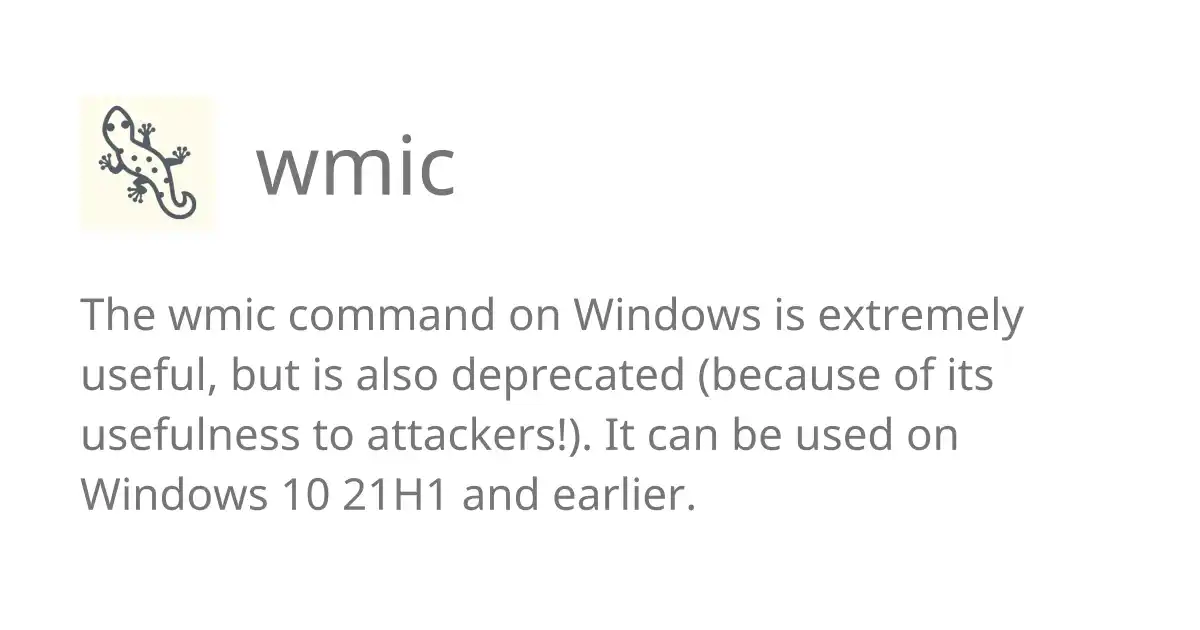 wmic
The wmic command on Windows is extremely
useful, but is also deprecated (because of its
usefulness to attackers!). It can be used on
Windows 10 21H1 and earlier.